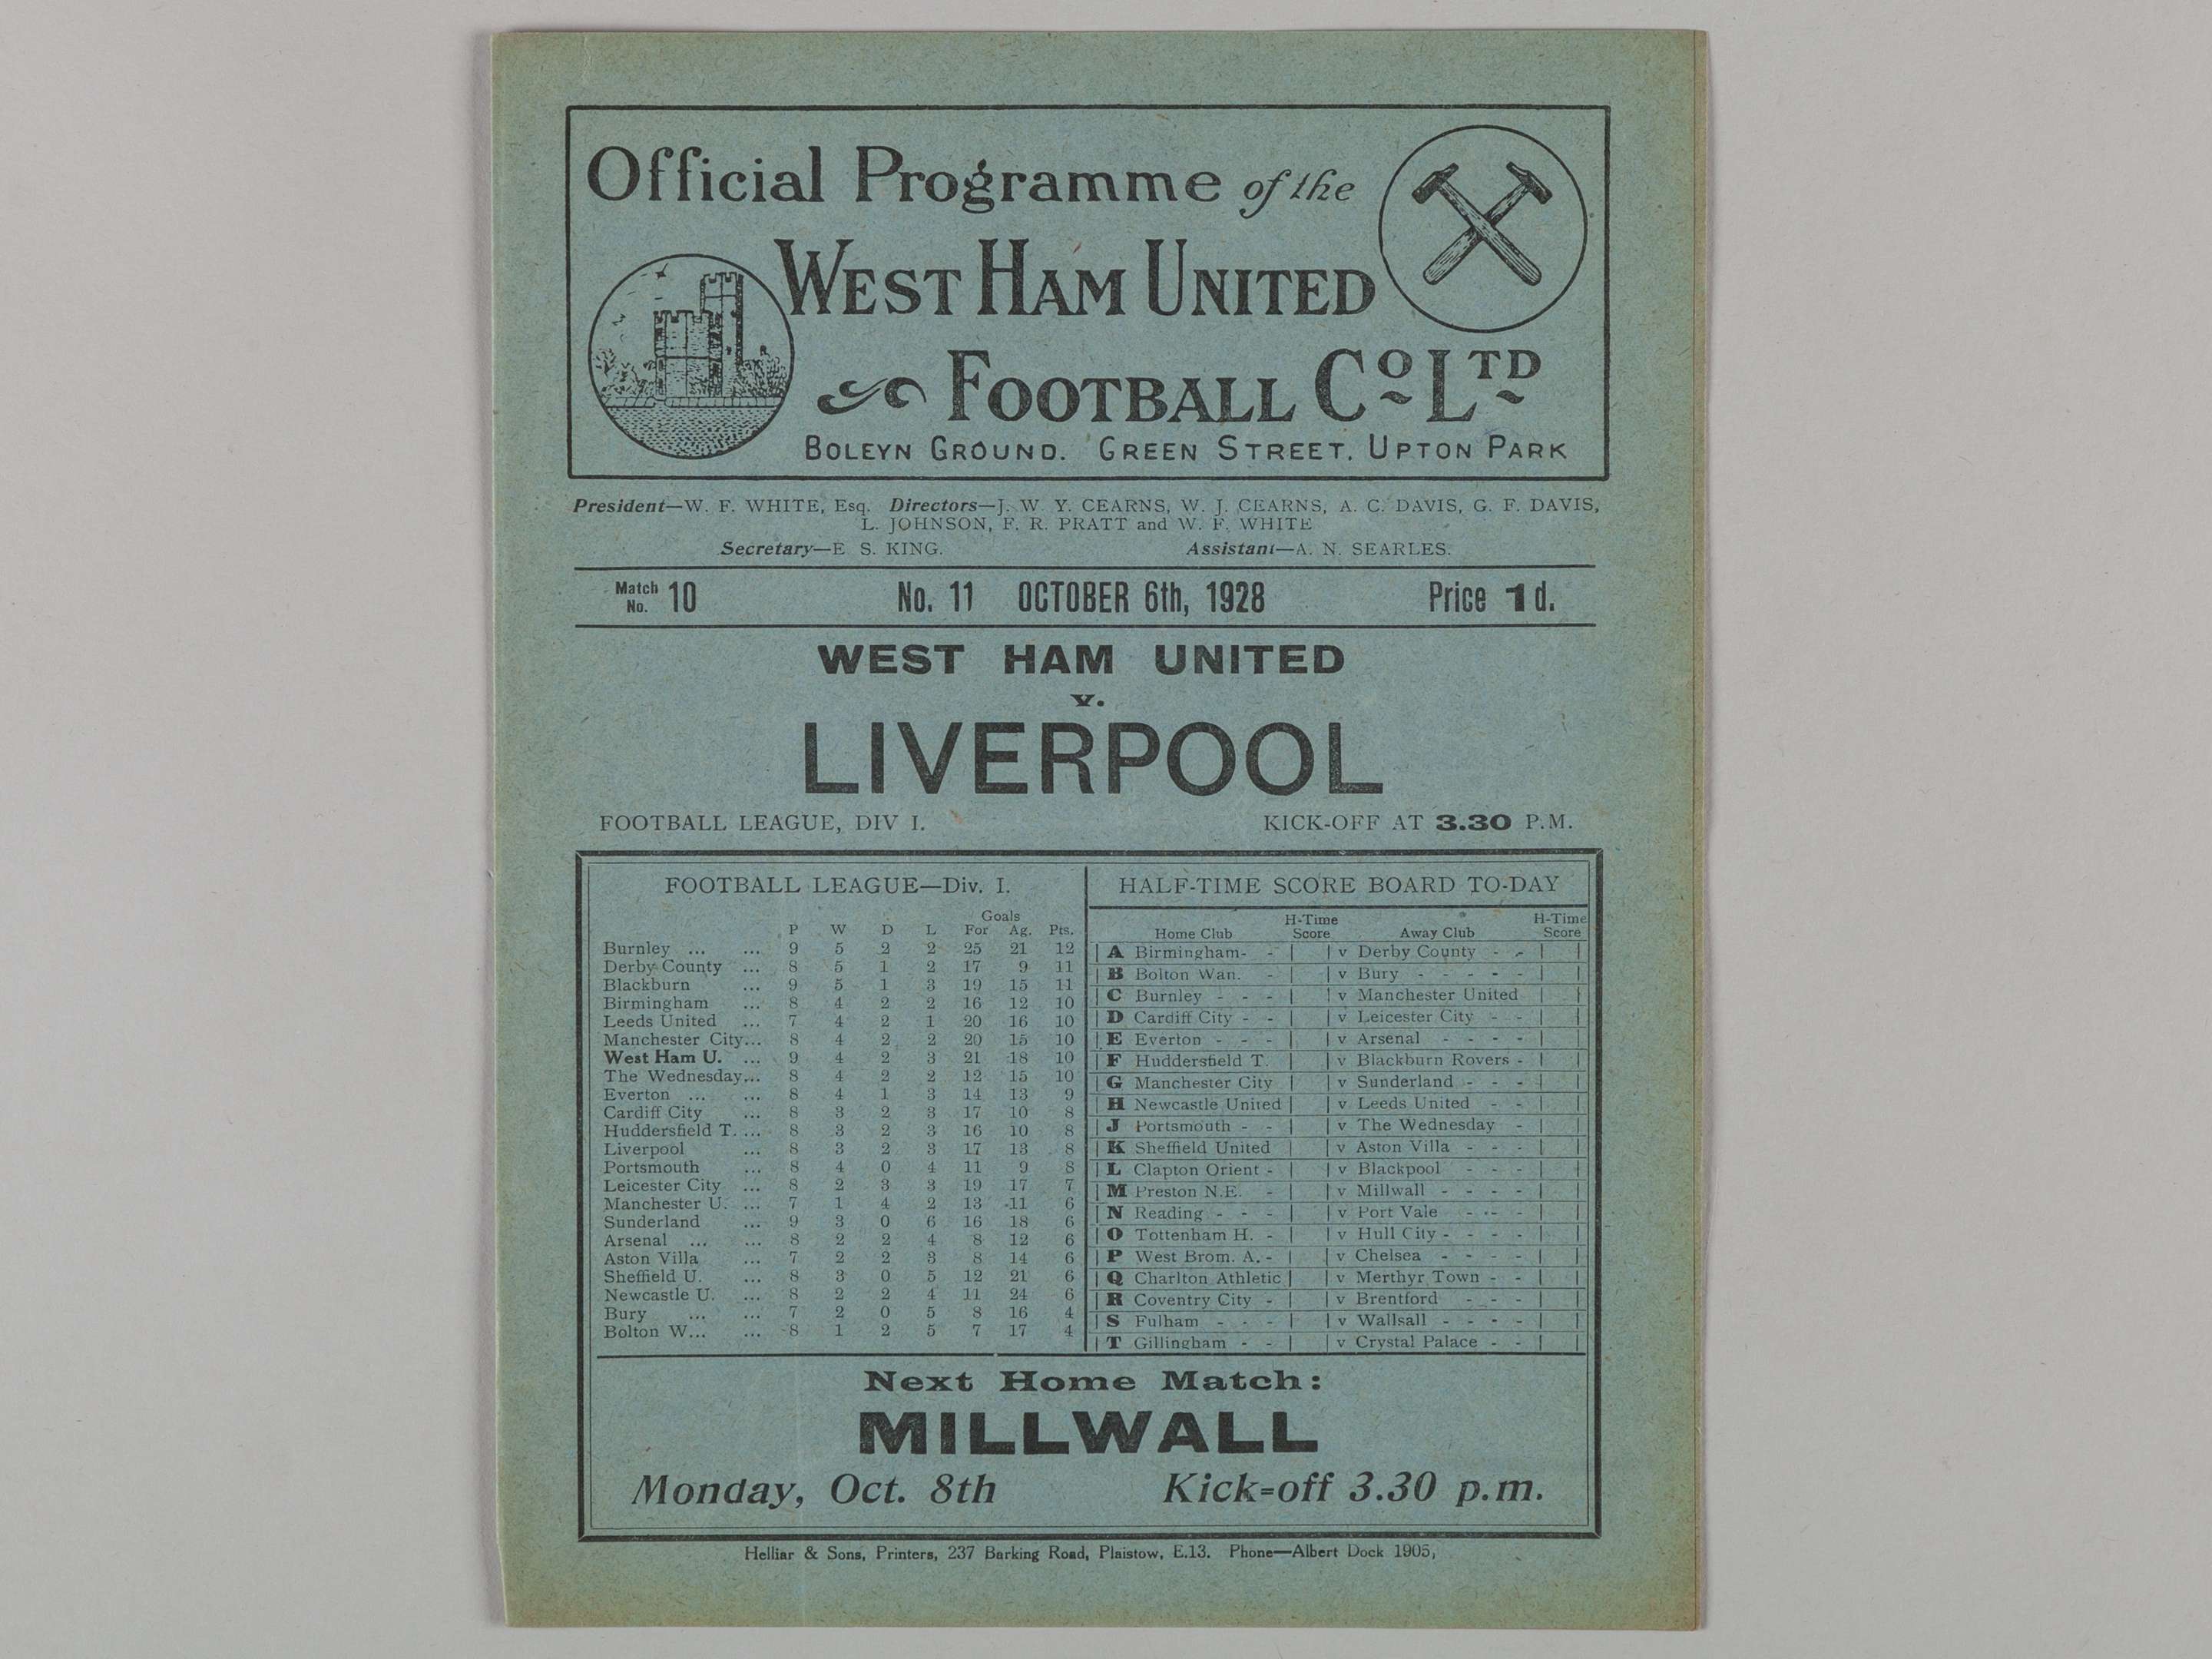 Official Programme of the
WEST HAM UNITED
FOOTBALL CO LTD
BOLEYN GROUND. GREEN STREET. UPTON PARK
President—W. F. WHITE, Esq. Directors—J. W. Y. CEARNS, W. J. CEARNS, A. C. DAVIS, G. F. DAVIS,
L. JOHNSON, F. R. PRATT and W. F. WHITE
Secretary—E. S. KING. Assistant—A. N. SEARLES.
Match No. 10 No. 11 OCTOBER 6th, 1928 Price 1d.
WEST HAM UNITED
v.
LIVERPOOL
FOOTBALL LEAGUE, DIV I. KICK-OFF AT 3.30 P.M.
FOOTBALL LEAGUE—Div. I.
Goals
P W D L For Ag. Pts.
Burnley ... ... 9 5 2 2 25 21 12
Derby County ... 8 5 1 2 17 9 11
Blackburn ... 9 5 1 3 19 15 11
Birmingham ... 8 4 2 2 16 12 10
Leeds United ... 7 4 2 1 20 16 10
Manchester City... 8 4 2 2 20 15 10
West Ham U. ... 9 4 2 3 21 18 10
The Wednesday... 8 4 2 2 12 15 10
Everton ... ... 8 4 1 3 14 13 9
Cardiff City ... 8 3 2 3 17 10 8
Huddersfield T. ... 8 3 2 3 16 10 8
Liverpool ... 8 3 2 3 17 13 8
Portsmouth ... 8 4 0 4 11 9 8
Leicester City ... 8 2 3 3 19 17 7
Manchester U. ... 7 1 4 2 13 11 6
Sunderland ... 9 3 0 6 16 18 6
Arsenal ... ... 8 2 2 4 8 12 6
Aston Villa ... 7 2 2 3 8 14 6
Sheffield U. ... 8 3 0 5 12 21 6
Newcastle U. ... 8 2 2 4 11 24 6
Bury ... ... 7 2 0 5 8 16 4
Bolton W... ... 8 1 2 5 7 17 4
HALF-TIME SCORE BOARD TO-DAY
Home Club H-Time Score Away Club H-Time Score
A Birmingham- - v Derby County - -
B Bolton Wan. - v Bury - - - - -
C Burnley - - - v Manchester United
D Cardiff City - - v Leicester City - -
E Everton - - - v Arsenal - - - -
F Huddersfield T. v Blackburn Rovers -
G Manchester City v Sunderland - - -
H Newcastle United v Leeds United - -
J Portsmouth - - v The Wednesday -
K Sheffield United v Aston Villa - - -
L Clapton Orient - v Blackpool - - -
M Preston N.E. - v Millwall - - - -
N Reading - - - v Port Vale - - -
O Tottenham H. - v Hull City - - - -
P West Brom. A. - v Chelsea - - - -
Q Charlton Athletic v Merthyr Town - -
R Coventry City - v Brentford - - -
S Fulham - - - v Wallsall - - - -
T Gillingham - - v Crystal Palace - -
Next Home Match:
MILLWALL
Monday, Oct. 8th Kick-off 3.30 p.m.
Helliar & Sons, Printers, 237 Barking Road, Plaistow, E.13. Phone—Albert Dock 1905,